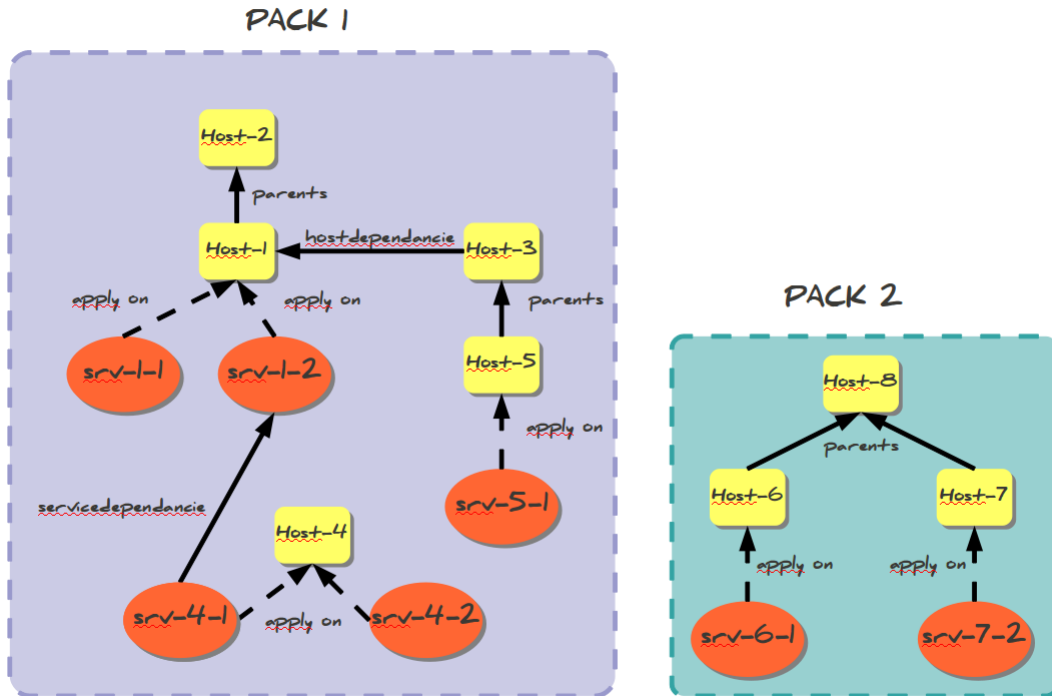 PACK 1
Host-2
parents
Host-1
hostdependancie
Host-3
apply on
apply on
parents
srv-1-1
srv-1-2
Host-5
apply on
servicedependancie
srv-5-1
Host-4
srv-4-1
apply on
srv-4-2
PACK 2
Host-8
parents
Host-6
Host-7
apply on
apply on
srv-6-1
srv-7-2